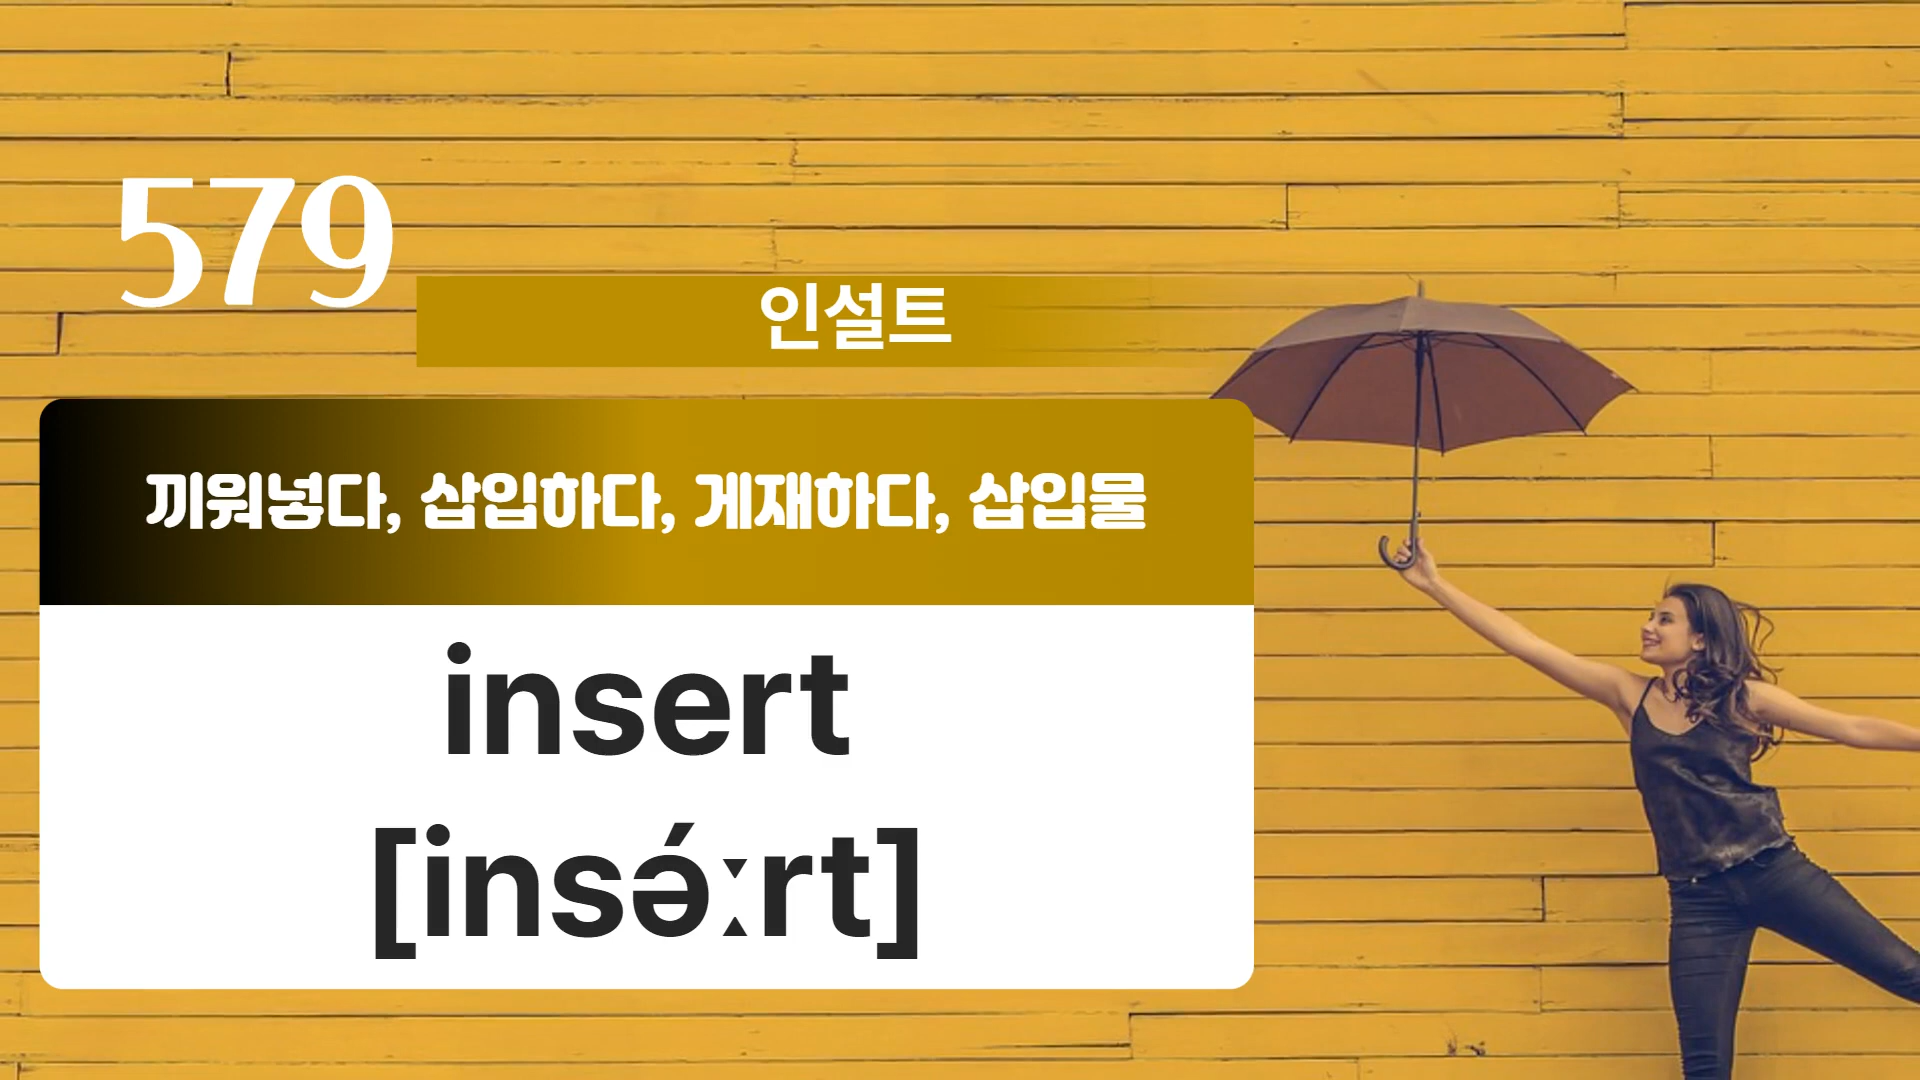 579
인설트
끼워넣다, 삽입하다, 게재하다, 삽입물
insert
[insə́ːrt]